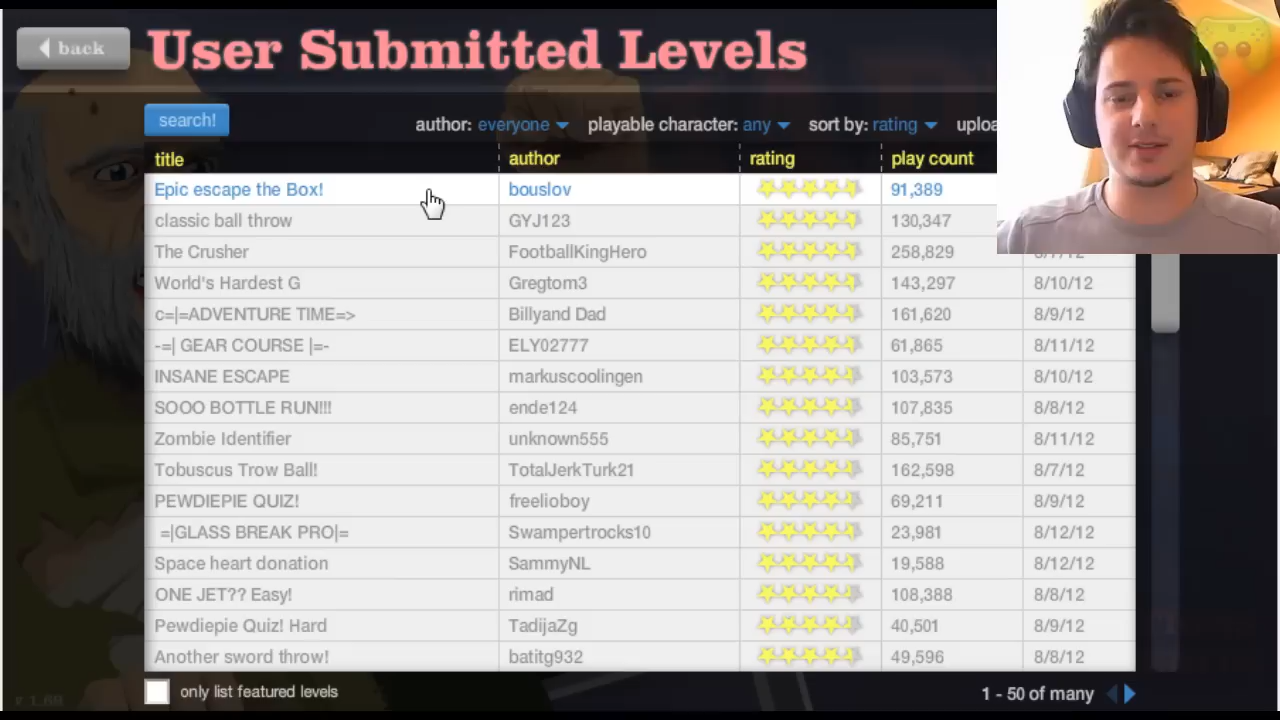 back
User Submitted Levels
search!
author: everyone playable character: any sort by: rating
title author rating play count
Epic escape the Box! bouslov 91,389
classic ball throw GYJ123 130,347
The Crusher FootballKingHero 258,829
World's Hardest G Gregtom3 143,297 8/10/12
c=|=ADVENTURE TIME=> Billyand Dad 161,620 8/9/12
-=| GEAR COURSE |=- ELY02777 61,865 8/11/12
INSANE ESCAPE markuscoolingen 103,573 8/10/12
SOOO BOTTLE RUN!!! ende124 107,835 8/8/12
Zombie Identifier unknown555 85,751 8/11/12
Tobuscus Trow Ball! TotalJerkTurk21 162,598 8/7/12
PEWDIEPIE QUIZ! freelioboy 69,211 8/9/12
=|GLASS BREAK PRO|= Swampertrocks10 23,981 8/12/12
Space heart donation SammyNL 19,588 8/12/12
ONE JET?? Easy! rimad 108,388 8/8/12
Pewdiepie Quiz! Hard TadijaZg 40,501 8/9/12
Another sword throw! batitg932 49,596 8/8/12
only list featured levels 1 - 50 of many